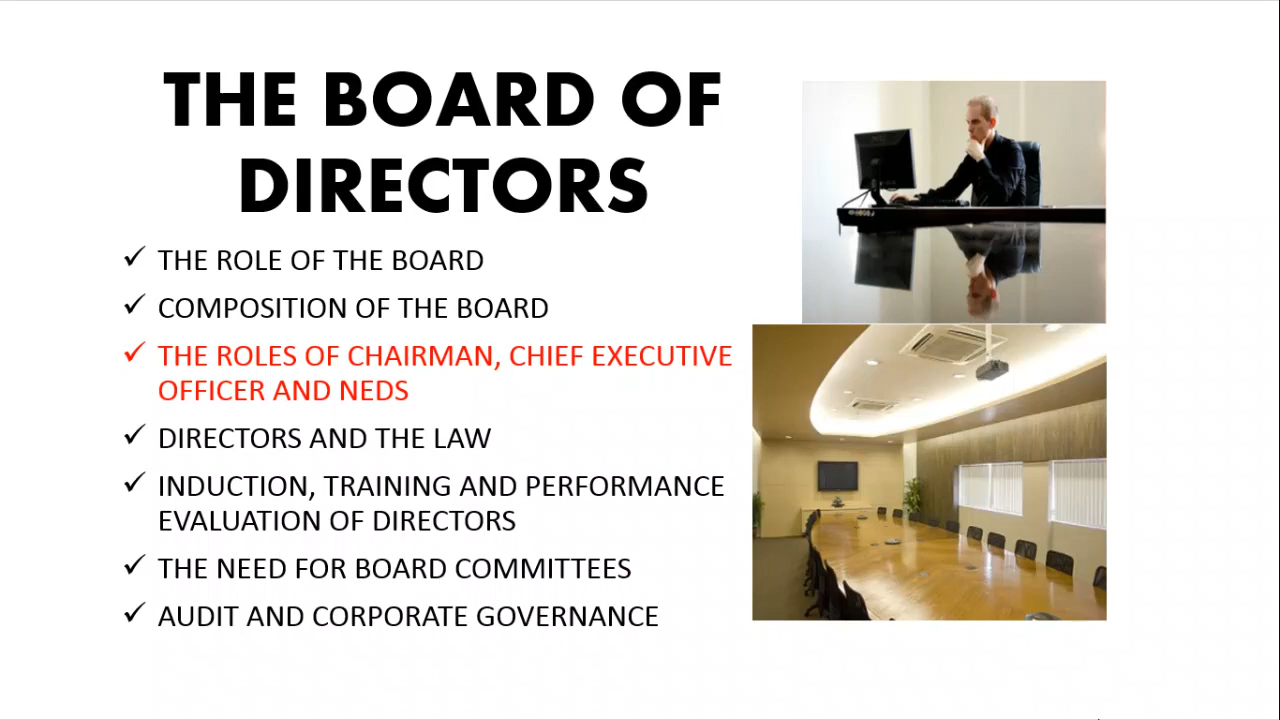 THE BOARD OF
DIRECTORS
THE ROLE OF THE BOARD
COMPOSITION OF THE BOARD
THE ROLES OF CHAIRMAN, CHIEF EXECUTIVE
OFFICER AND NEDS
DIRECTORS AND THE LAW
INDUCTION, TRAINING AND PERFORMANCE
EVALUATION OF DIRECTORS
THE NEED FOR BOARD COMMITTEES
AUDIT AND CORPORATE GOVERNANCE